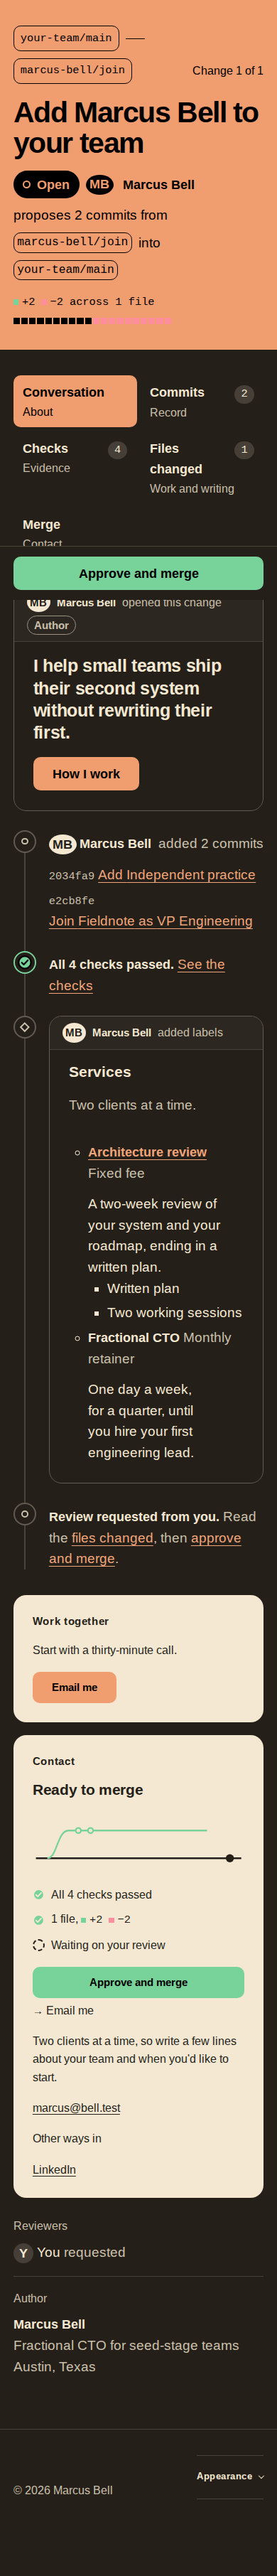 your-team/main
marcus-bell/join
Change 1 of 1
Add Marcus Bell to
your team
Open
MB
Marcus Bell
proposes 2 commits from
marcus-bell/join into
your-team/main
+2 −2 across 1 file
Conversation
About
Commits 2
Record
Checks 4
Evidence
Files 1
changed
Work and writing
Merge
Contact
Approve and merge
MB Marcus Bell opened this change
Author
I help small teams ship
their second system
without rewriting their
first.
How I work
MB Marcus Bell added 2 commits
2034fa9 Add Independent practice
e2cb8fe
Join Fieldnote as VP Engineering
All 4 checks passed. See the
checks
MB Marcus Bell added labels
Services
Two clients at a time.
Architecture review
Fixed fee
A two-week review of
your system and your
roadmap, ending in a
written plan.
Written plan
Two working sessions
Fractional CTO Monthly
retainer
One day a week,
for a quarter, until
you hire your first
engineering lead.
Review requested from you. Read
the files changed, then approve
and merge.
Work together
Start with a thirty-minute call.
Email me
Contact
Ready to merge
All 4 checks passed
1 file, +2 −2
Waiting on your review
Approve and merge
→ Email me
Two clients at a time, so write a few lines
about your team and when you'd like to
start.
marcus@bell.test
Other ways in
LinkedIn
Reviewers
Y You requested
Author
Marcus Bell
Fractional CTO for seed-stage teams
Austin, Texas
Appearance
© 2026 Marcus Bell